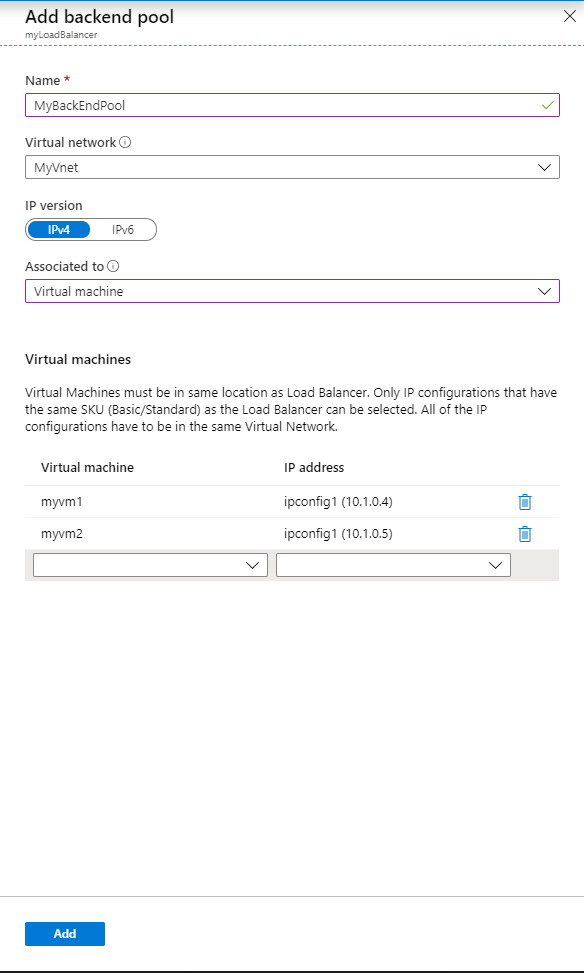 Add backend pool
myLoadBalancer
Name *
MyBackEndPool
Virtual network
MyVnet
IP version
IPv4 IPv6
Associated to
Virtual machine
Virtual machines
Virtual Machines must be in same location as Load Balancer. Only IP configurations that have
the same SKU (Basic/Standard) as the Load Balancer can be selected. All of the IP
configurations have to be in the same Virtual Network.
Virtual machine IP address
myvm1 ipconfig1 (10.1.0.4)
myvm2 ipconfig1 (10.1.0.5)
Add